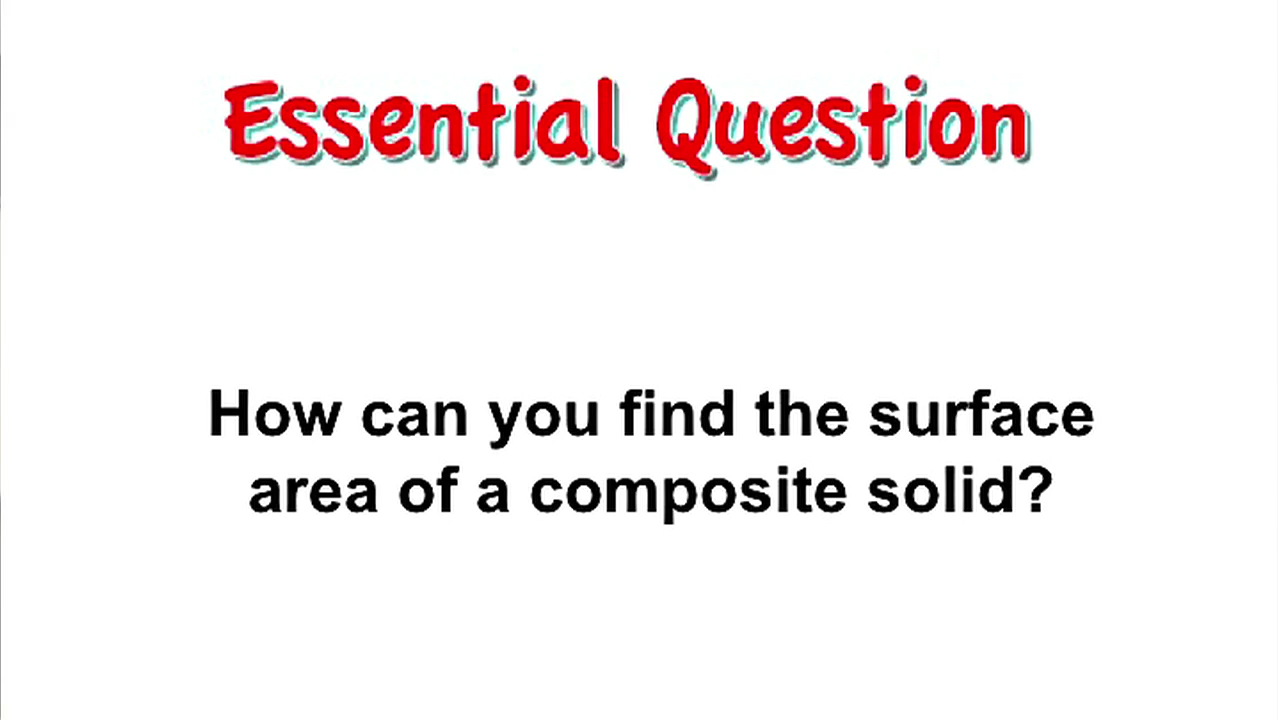 Essential Question
How can you find the surface
area of a composite solid?